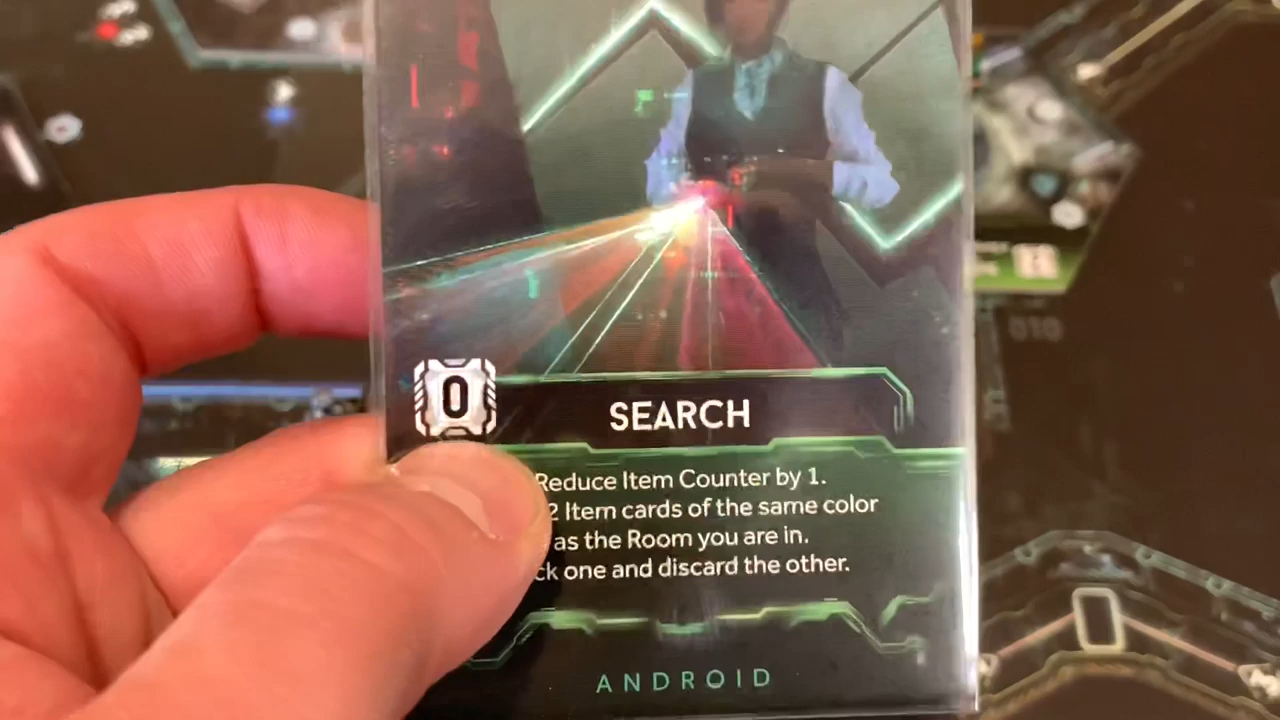 0
SEARCH
Reduce Item Counter by 1.
2 Item cards of the same color
as the Room you are in.
one and discard the other.
ANDROID
010